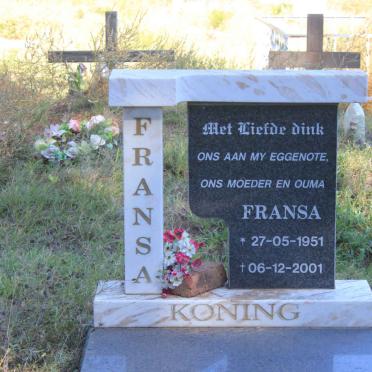 FRANSA
Met Liefde dink
ONS AAN MY EGGENOTE,
ONS MOEDER EN OUMA
FRANSA
* 27-05-1951
† 06-12-2001
KONING